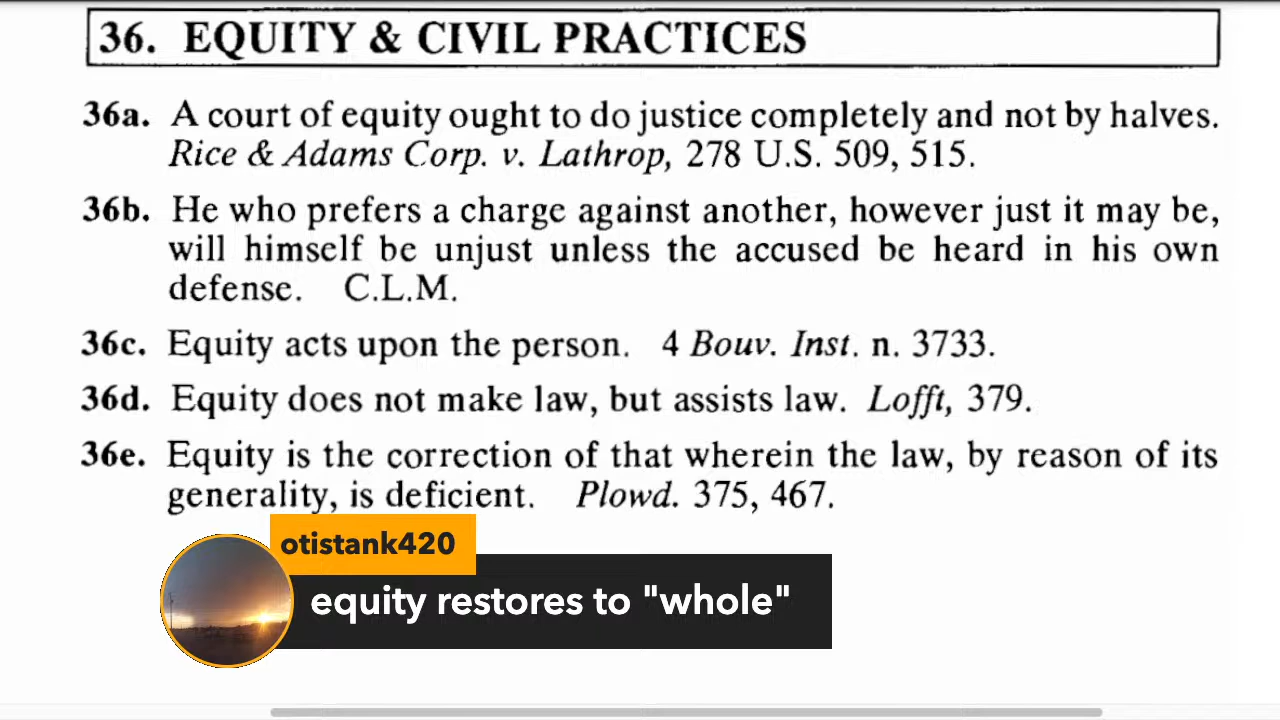 36. EQUITY & CIVIL PRACTICES
36a. A court of equity ought to do justice completely and not by halves.
Rice & Adams Corp. v. Lathrop, 278 U.S. 509, 515.
36b. He who prefers a charge against another, however just it may be,
will himself be unjust unless the accused be heard in his own
defense. C.L.M.
36c. Equity acts upon the person. 4 Bouv. Inst. n. 3733.
36d. Equity does not make law, but assists law. Lofft, 379.
36e. Equity is the correction of that wherein the law, by reason of its
generality, is deficient. Plowd. 375, 467.
otistank420
equity restores to "whole"